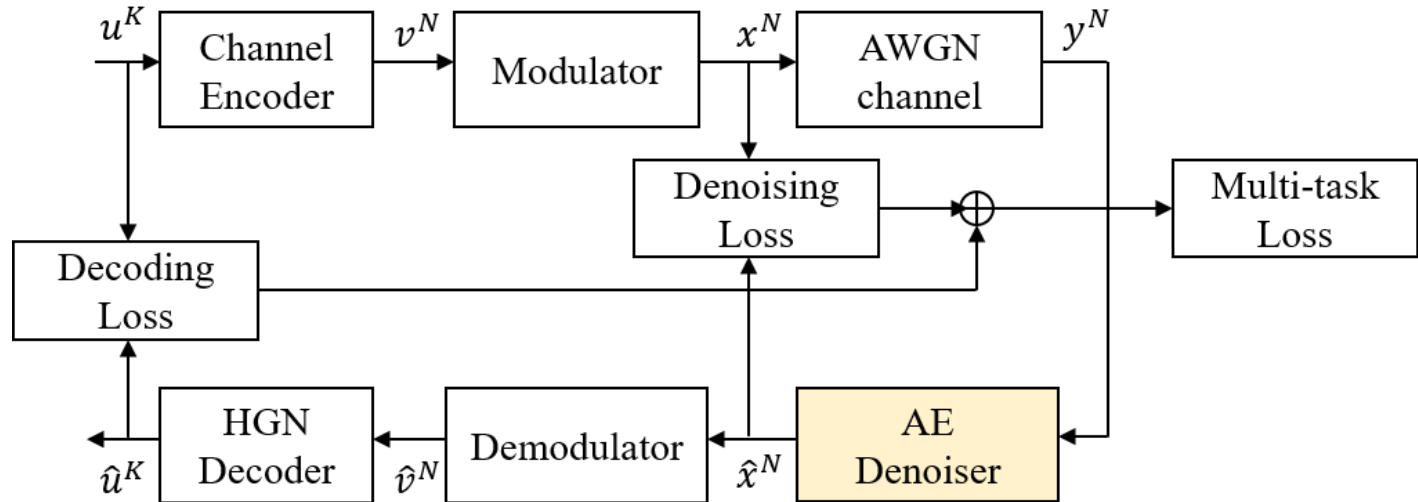 u^K
Channel
Encoder
v^N
Modulator
x^N
AWGN
channel
y^N
Denoising
Loss
Multi-task
Loss
Decoding
Loss
û^K
HGN
Decoder
v̂^N
Demodulator
x̂^N
AE
Denoiser